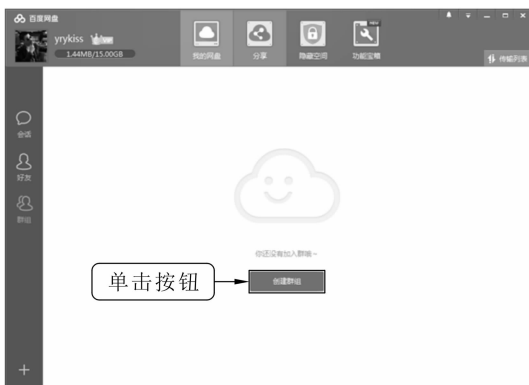 百度网盘
yrykiss
1.44MB/15.00GB
我的网盘
分享
隐藏空间
功能宝箱
NEW
传输列表
会话
好友
群组
你还没有加入群哦~
单击按钮
创建群组